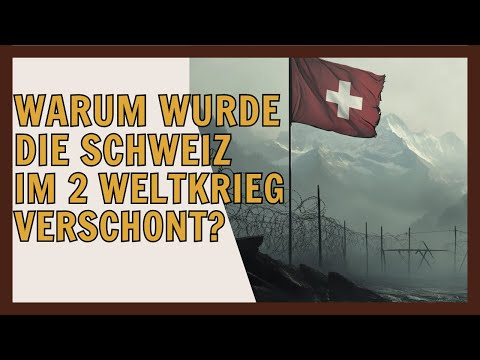 WARUM WURDE
DIE SCHWEIZ
IM 2 WELTKRIEG
VERSCHONT?